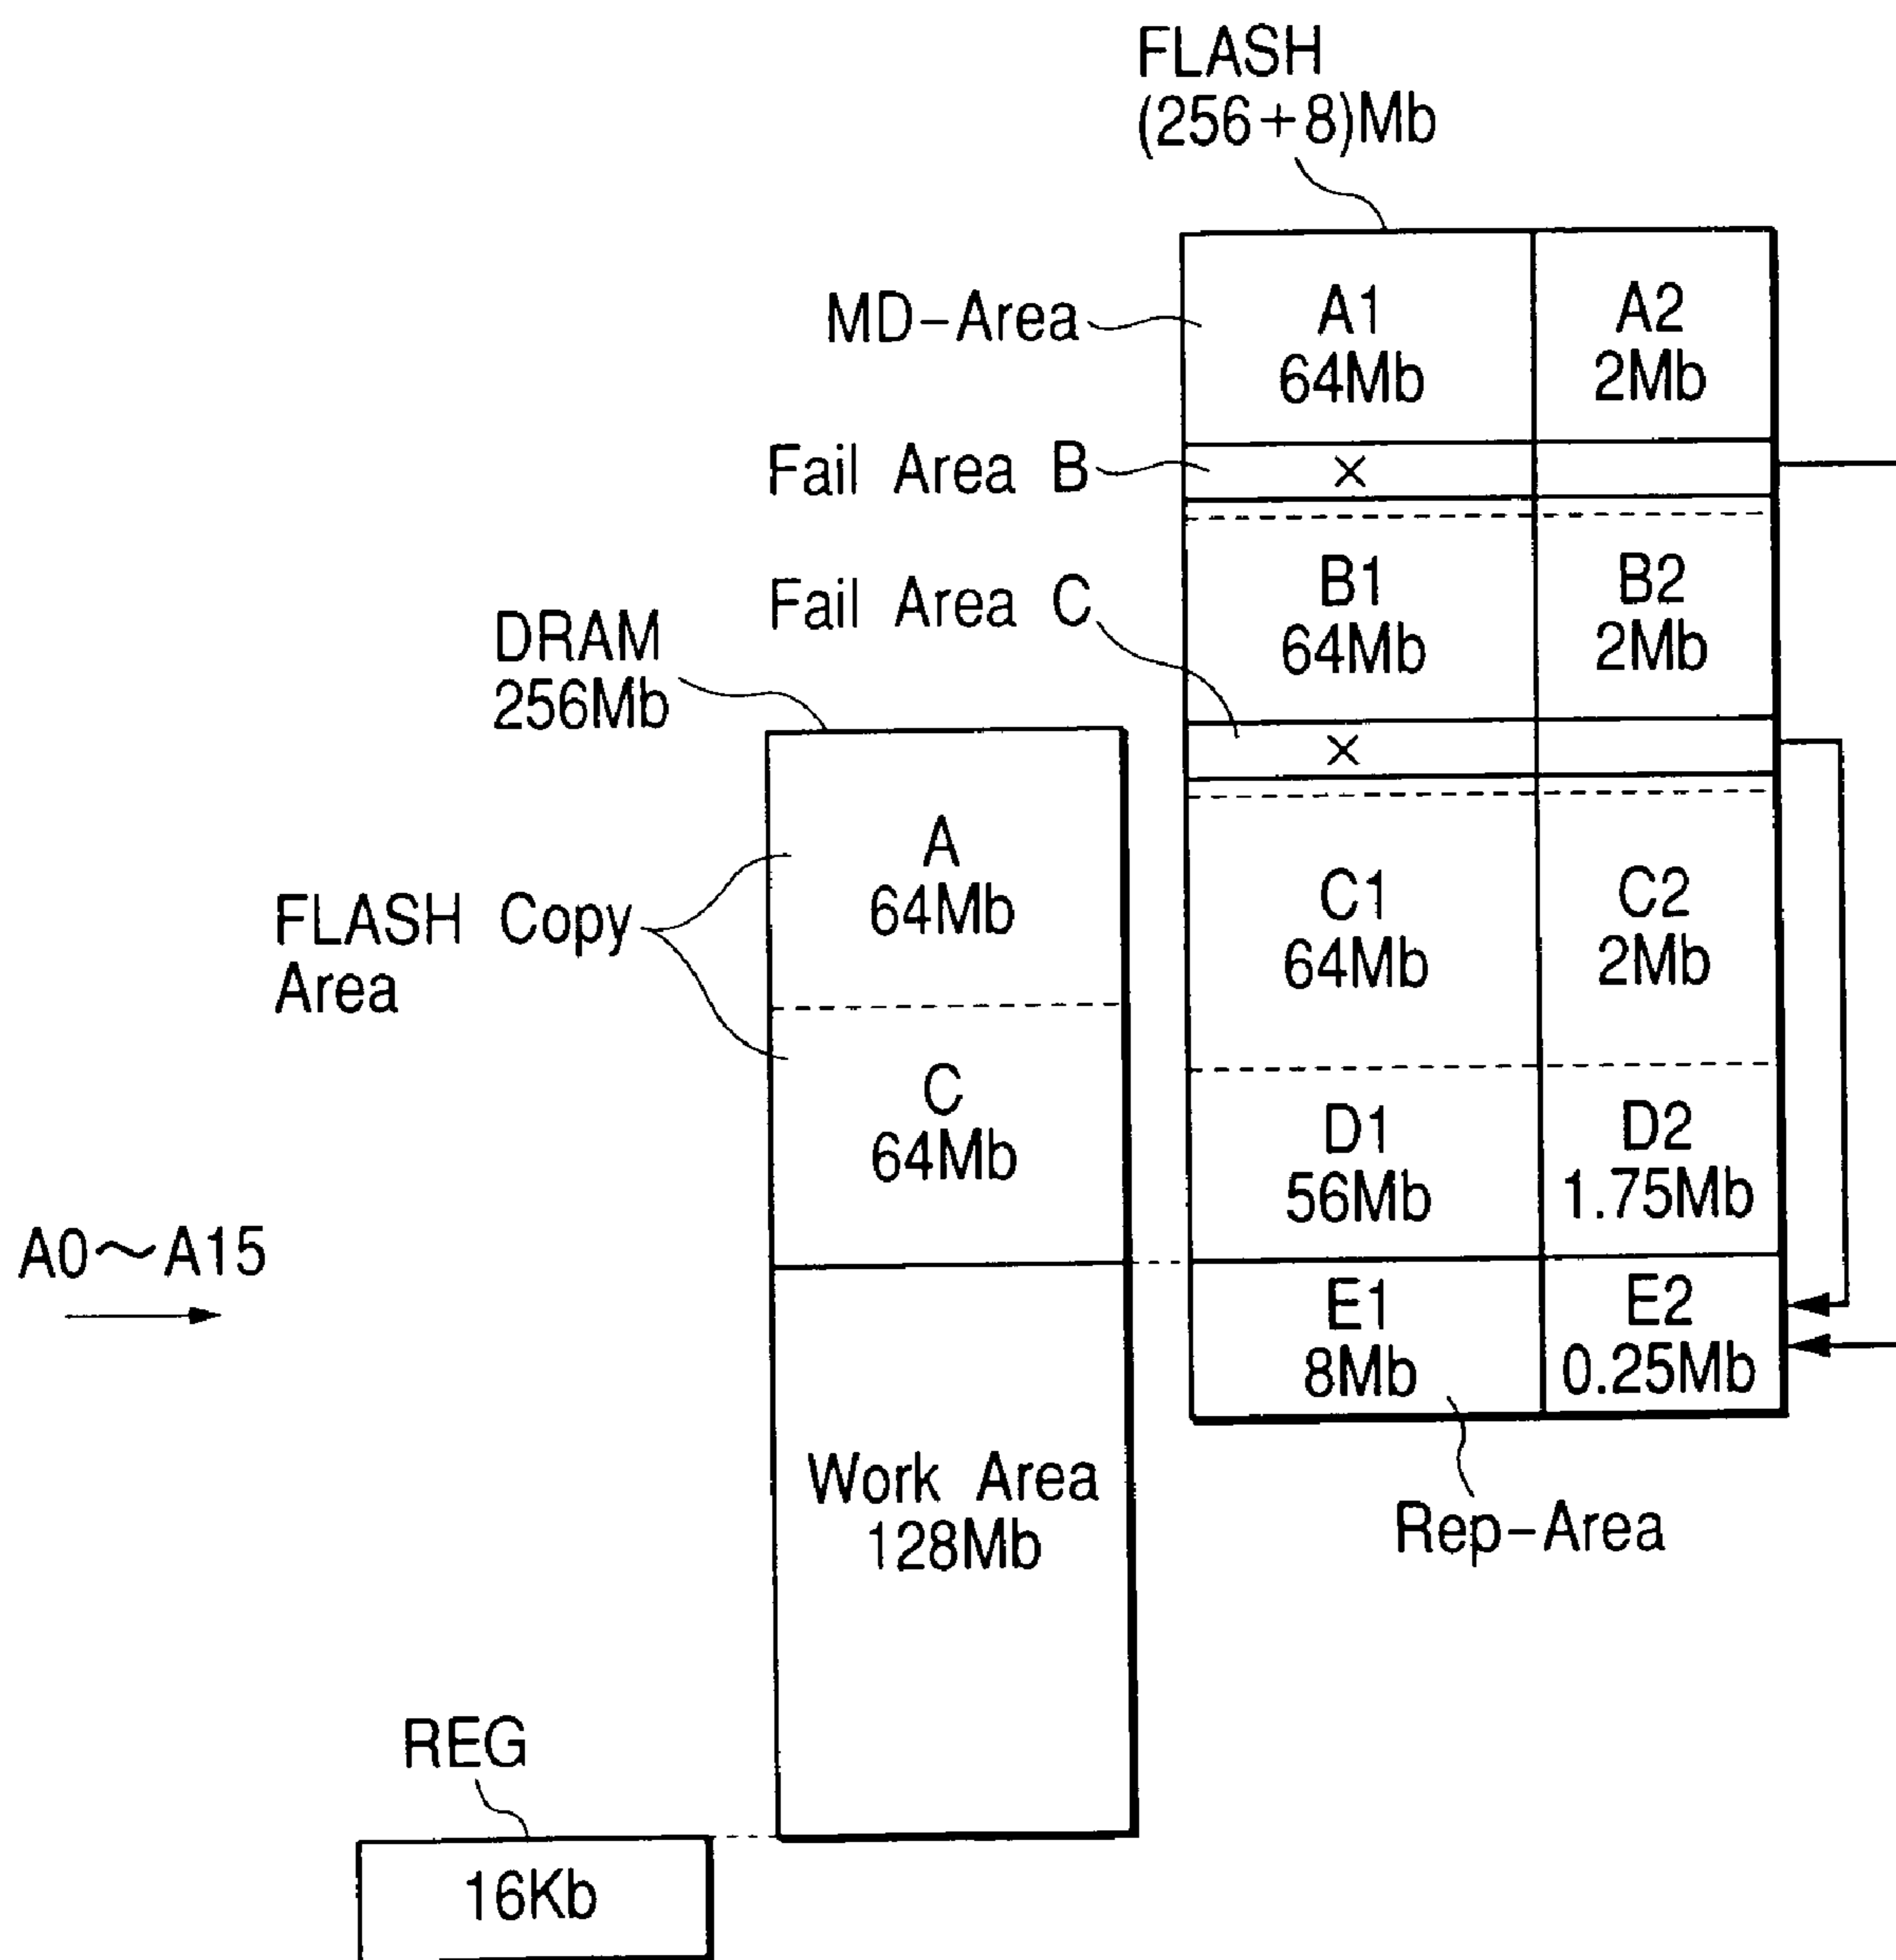 FLASH
(256+8)Mb
MD-Area
A1
64Mb
A2
2Mb
Fail Area B
×
Fail Area C
B1
64Mb
B2
2Mb
DRAM
256Mb
×
A
64Mb
FLASH Copy
Area
C1
64Mb
C2
2Mb
C
64Mb
D1
56Mb
D2
1.75Mb
A0~A15
E1
8Mb
E2
0.25Mb
Work Area
128Mb
Rep-Area
REG
16Kb